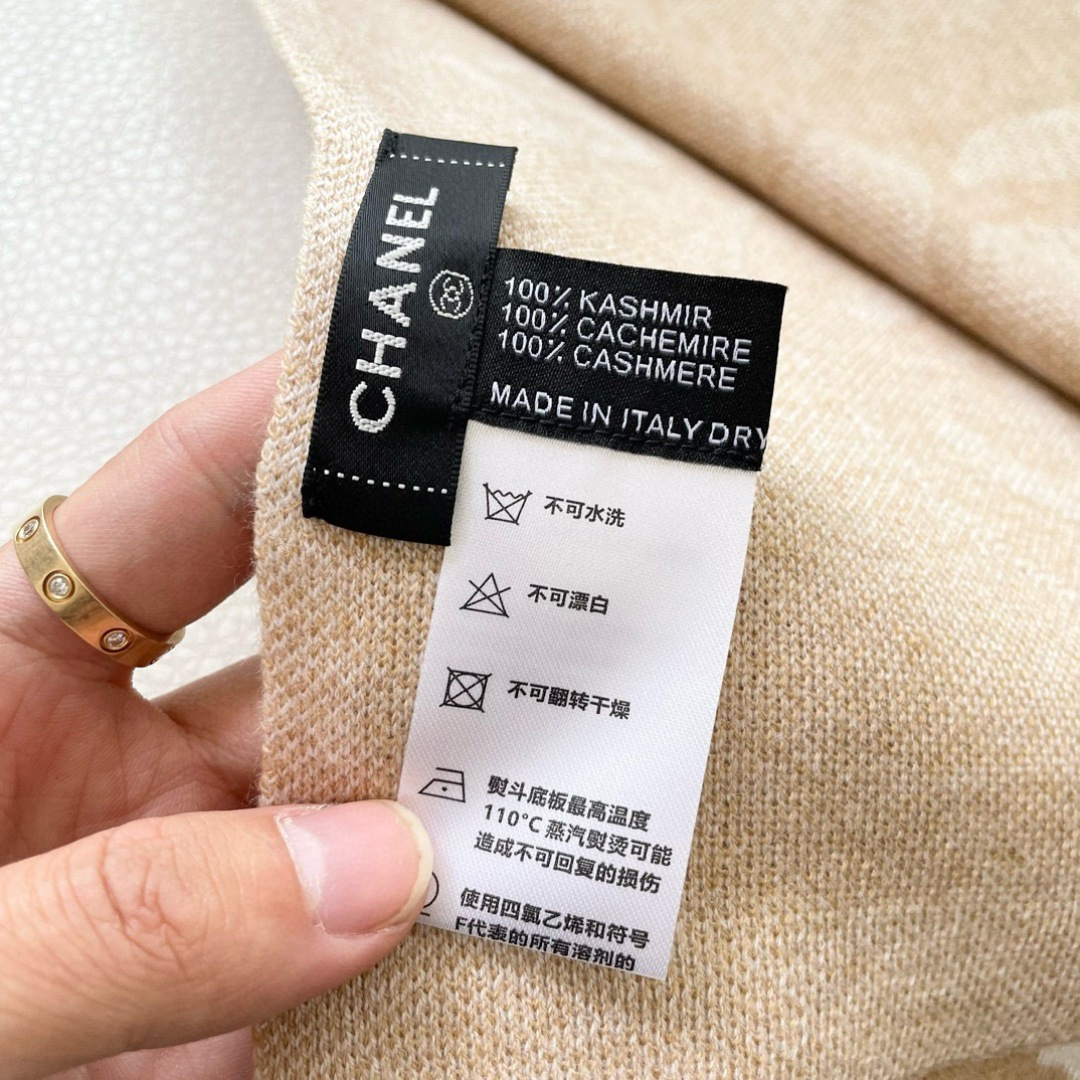 CHANEL
100% KASHMIR
100% CACHEMIRE
100% CASHMERE
MADE IN ITALY DRY
不可水洗
不可漂白
不可翻转干燥
熨斗底板最高温度
110°C 蒸汽熨烫可能
造成不可回复的损伤
使用四氯乙烯和符号
F代表的所有溶剂的